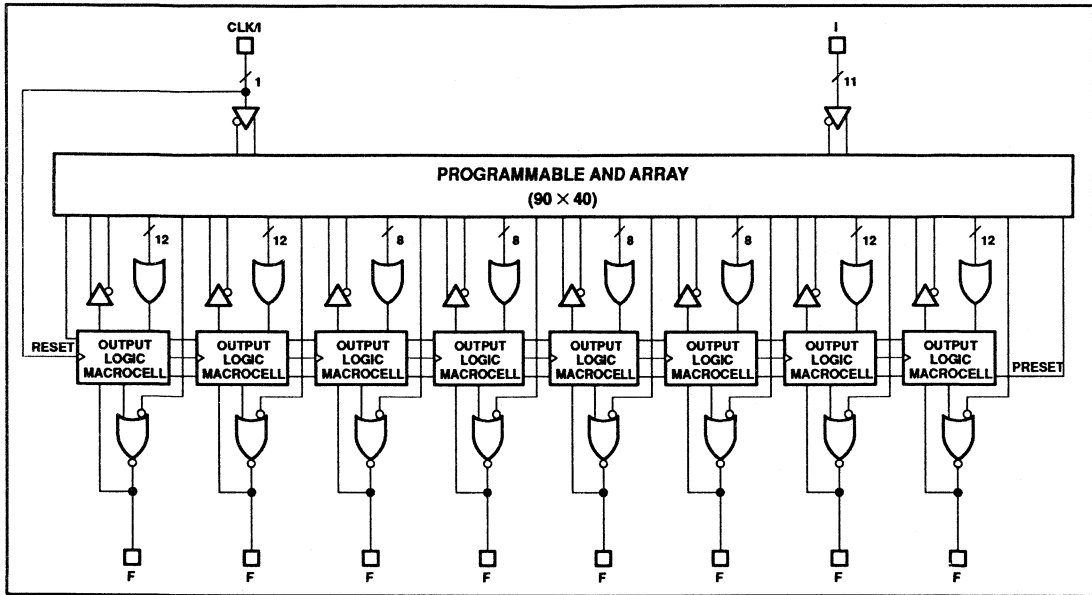 CLK/I I
1 11
PROGRAMMABLE AND ARRAY
(90 × 40)
12 12 8 8 8 8 12 12
RESET PRESET
OUTPUT LOGIC MACROCELL
OUTPUT LOGIC MACROCELL
OUTPUT LOGIC MACROCELL
OUTPUT LOGIC MACROCELL
OUTPUT LOGIC MACROCELL
OUTPUT LOGIC MACROCELL
OUTPUT LOGIC MACROCELL
OUTPUT LOGIC MACROCELL
F F F F F F F F